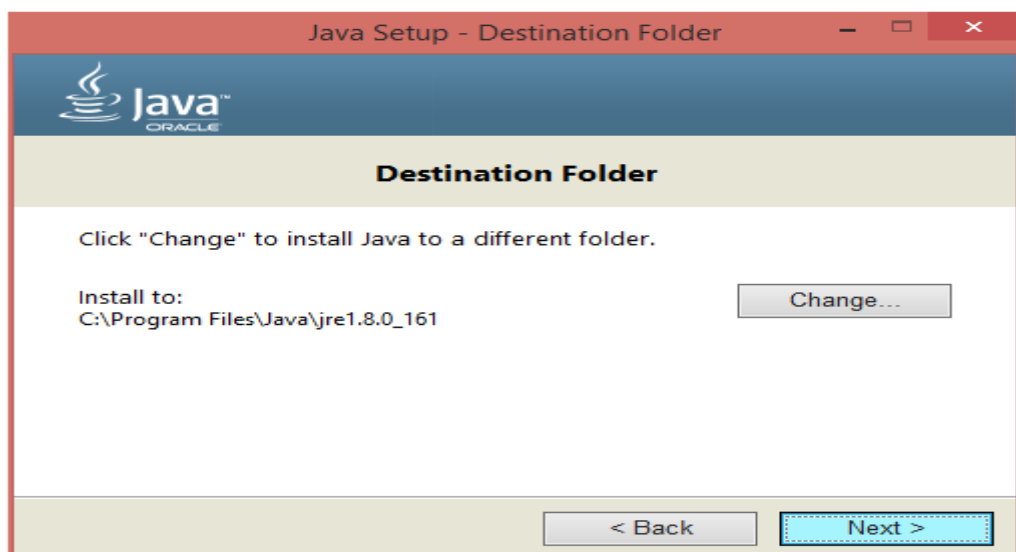 Java Setup - Destination Folder
Java™
ORACLE
Destination Folder
Click "Change" to install Java to a different folder.
Install to:
C:\Program Files\Java\jre1.8.0_161
Change...
< Back
Next >